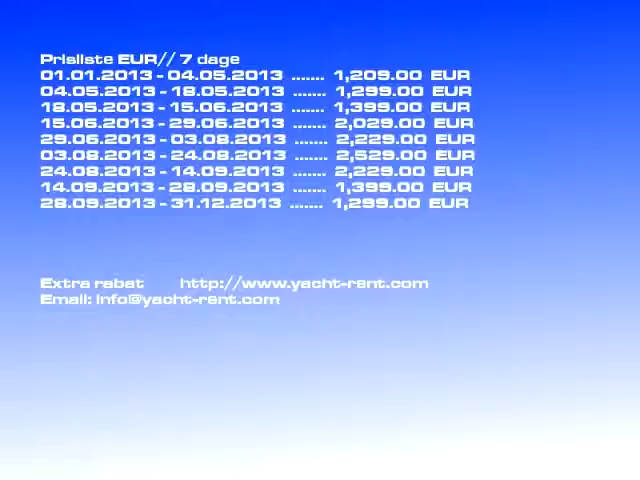 Prisliste EUR// 7 dage
01.01.2013 - 04.05.2013 ....... 1,209.00 EUR
04.05.2013 - 18.05.2013 ....... 1,299.00 EUR
18.05.2013 - 15.06.2013 ....... 1,399.00 EUR
15.06.2013 - 29.06.2013 ....... 2,029.00 EUR
29.06.2013 - 03.08.2013 ....... 2,229.00 EUR
03.08.2013 - 24.08.2013 ....... 2,529.00 EUR
24.08.2013 - 14.09.2013 ....... 2,229.00 EUR
14.09.2013 - 28.09.2013 ....... 1,399.00 EUR
28.09.2013 - 31.12.2013 ....... 1,299.00 EUR
Extra rabat http://www.yacht-rent.com
Email: info@yacht-rent.com